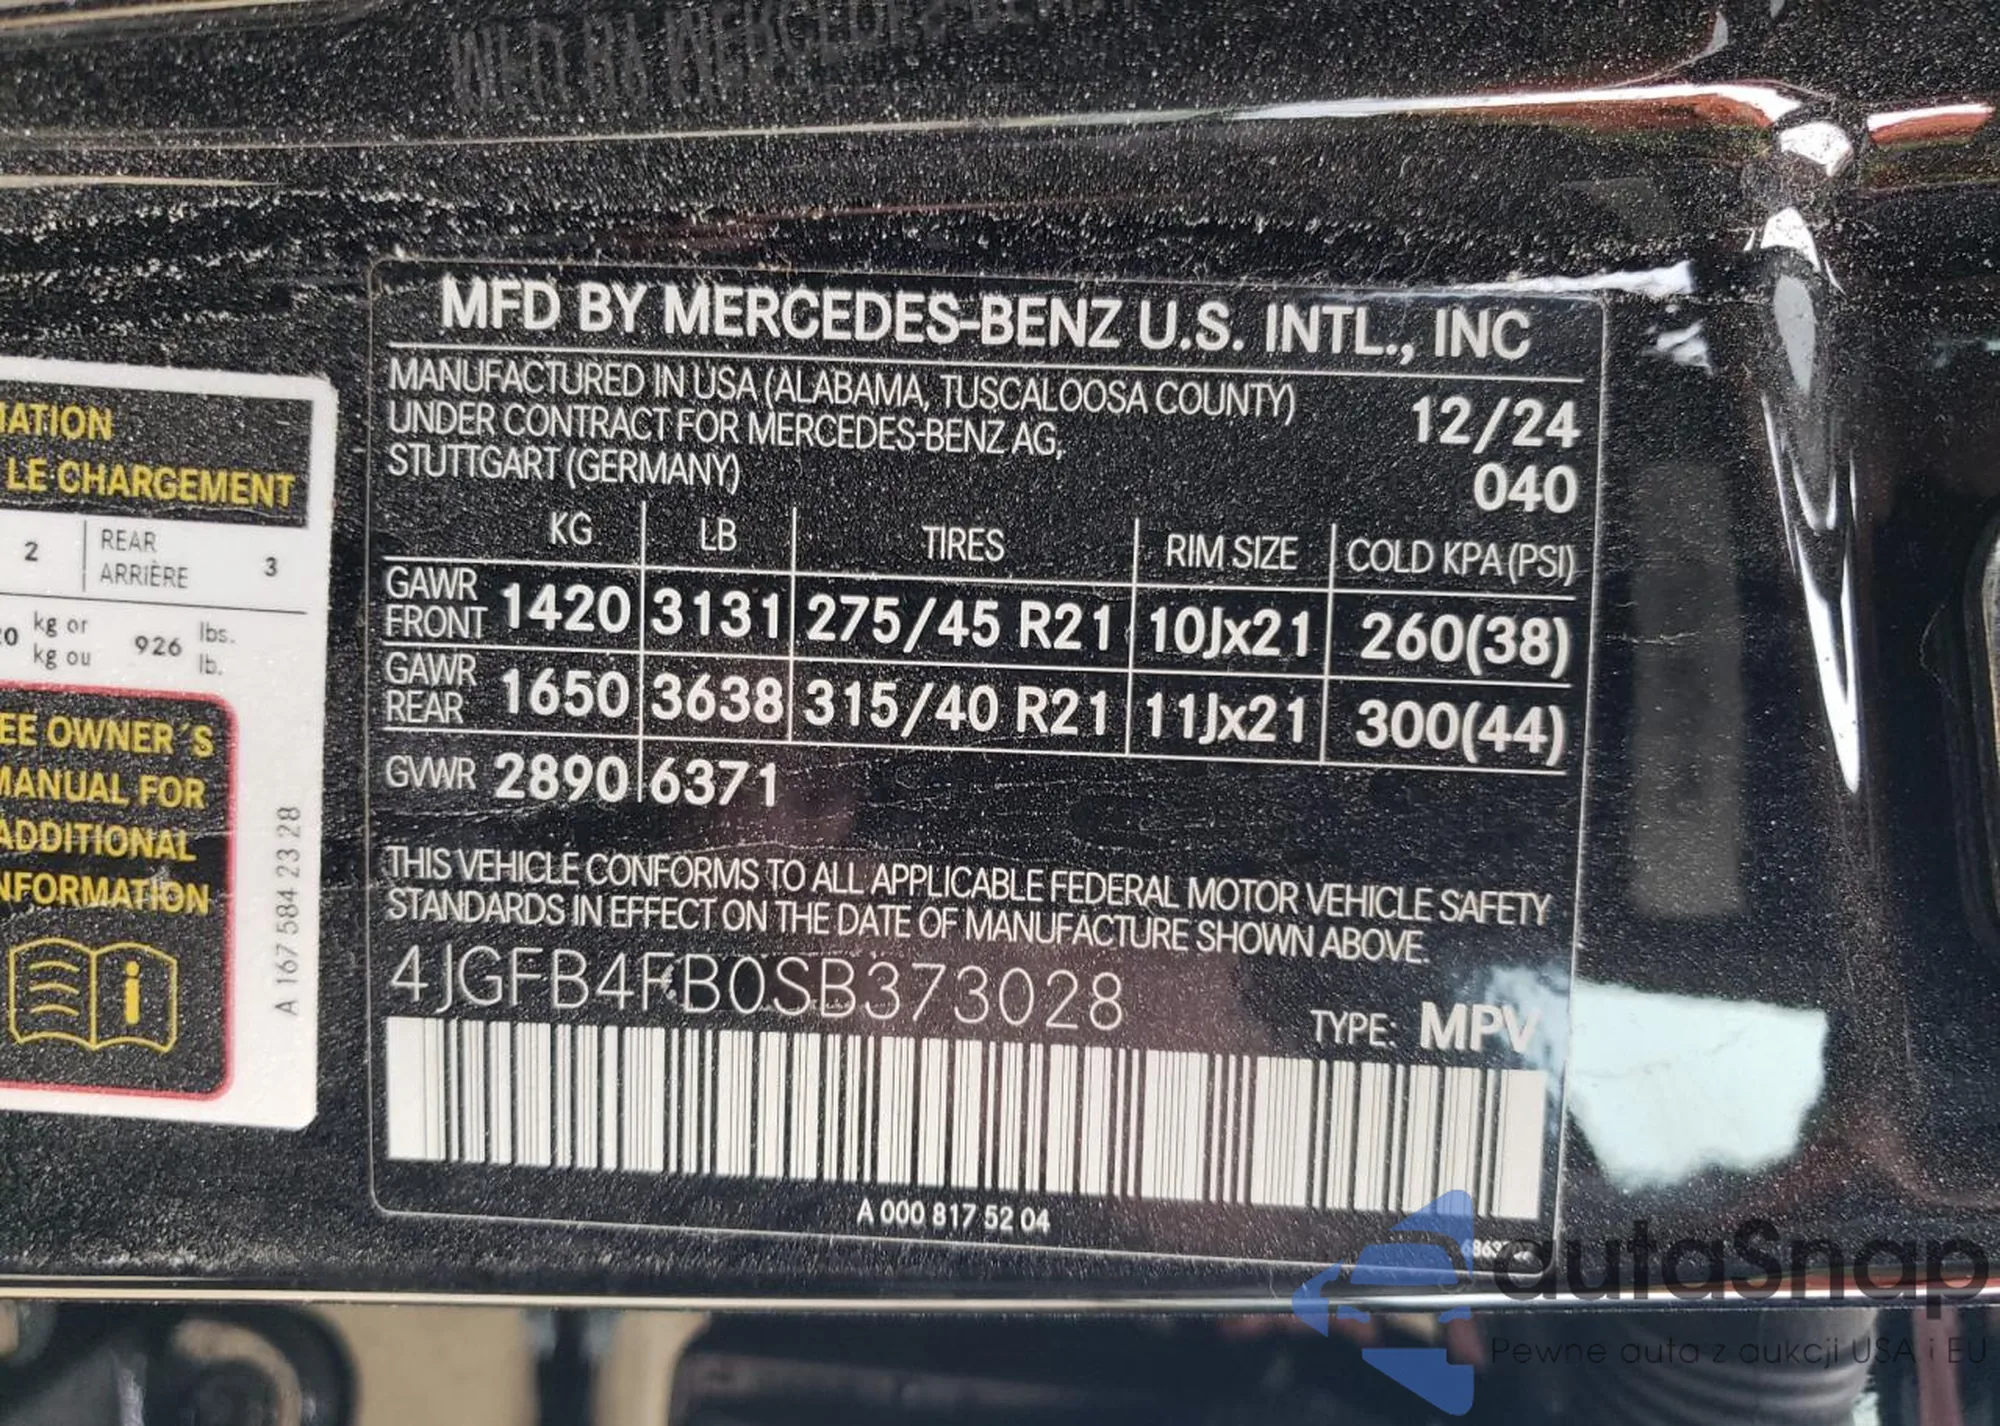 MFD BY MERCEDES-BENZ U.S. INTL., INC
MANUFACTURED IN USA (ALABAMA, TUSCALOOSA COUNTY)
UNDER CONTRACT FOR MERCEDES-BENZ AG,
STUTTGART (GERMANY)
12/24
040
KG LB TIRES RIM SIZE COLD KPA (PSI)
GAWR FRONT 1420 3131 275/45 R21 10Jx21 260(38)
GAWR REAR 1650 3638 315/40 R21 11Jx21 300(44)
GVWR 2890 6371
THIS VEHICLE CONFORMS TO ALL APPLICABLE FEDERAL MOTOR VEHICLE SAFETY
STANDARDS IN EFFECT ON THE DATE OF MANUFACTURE SHOWN ABOVE.
4JGFB4FB0SB373028
TYPE: MPV
A 000 817 52 04
LE CHARGEMENT
2 REAR 3
ARRIÈRE
kg or 926 lbs.
kg ou lb.
OWNER´S
FOR
A 167 584 23 28
autaSnap
Pewne auta z aukcji USA i EU